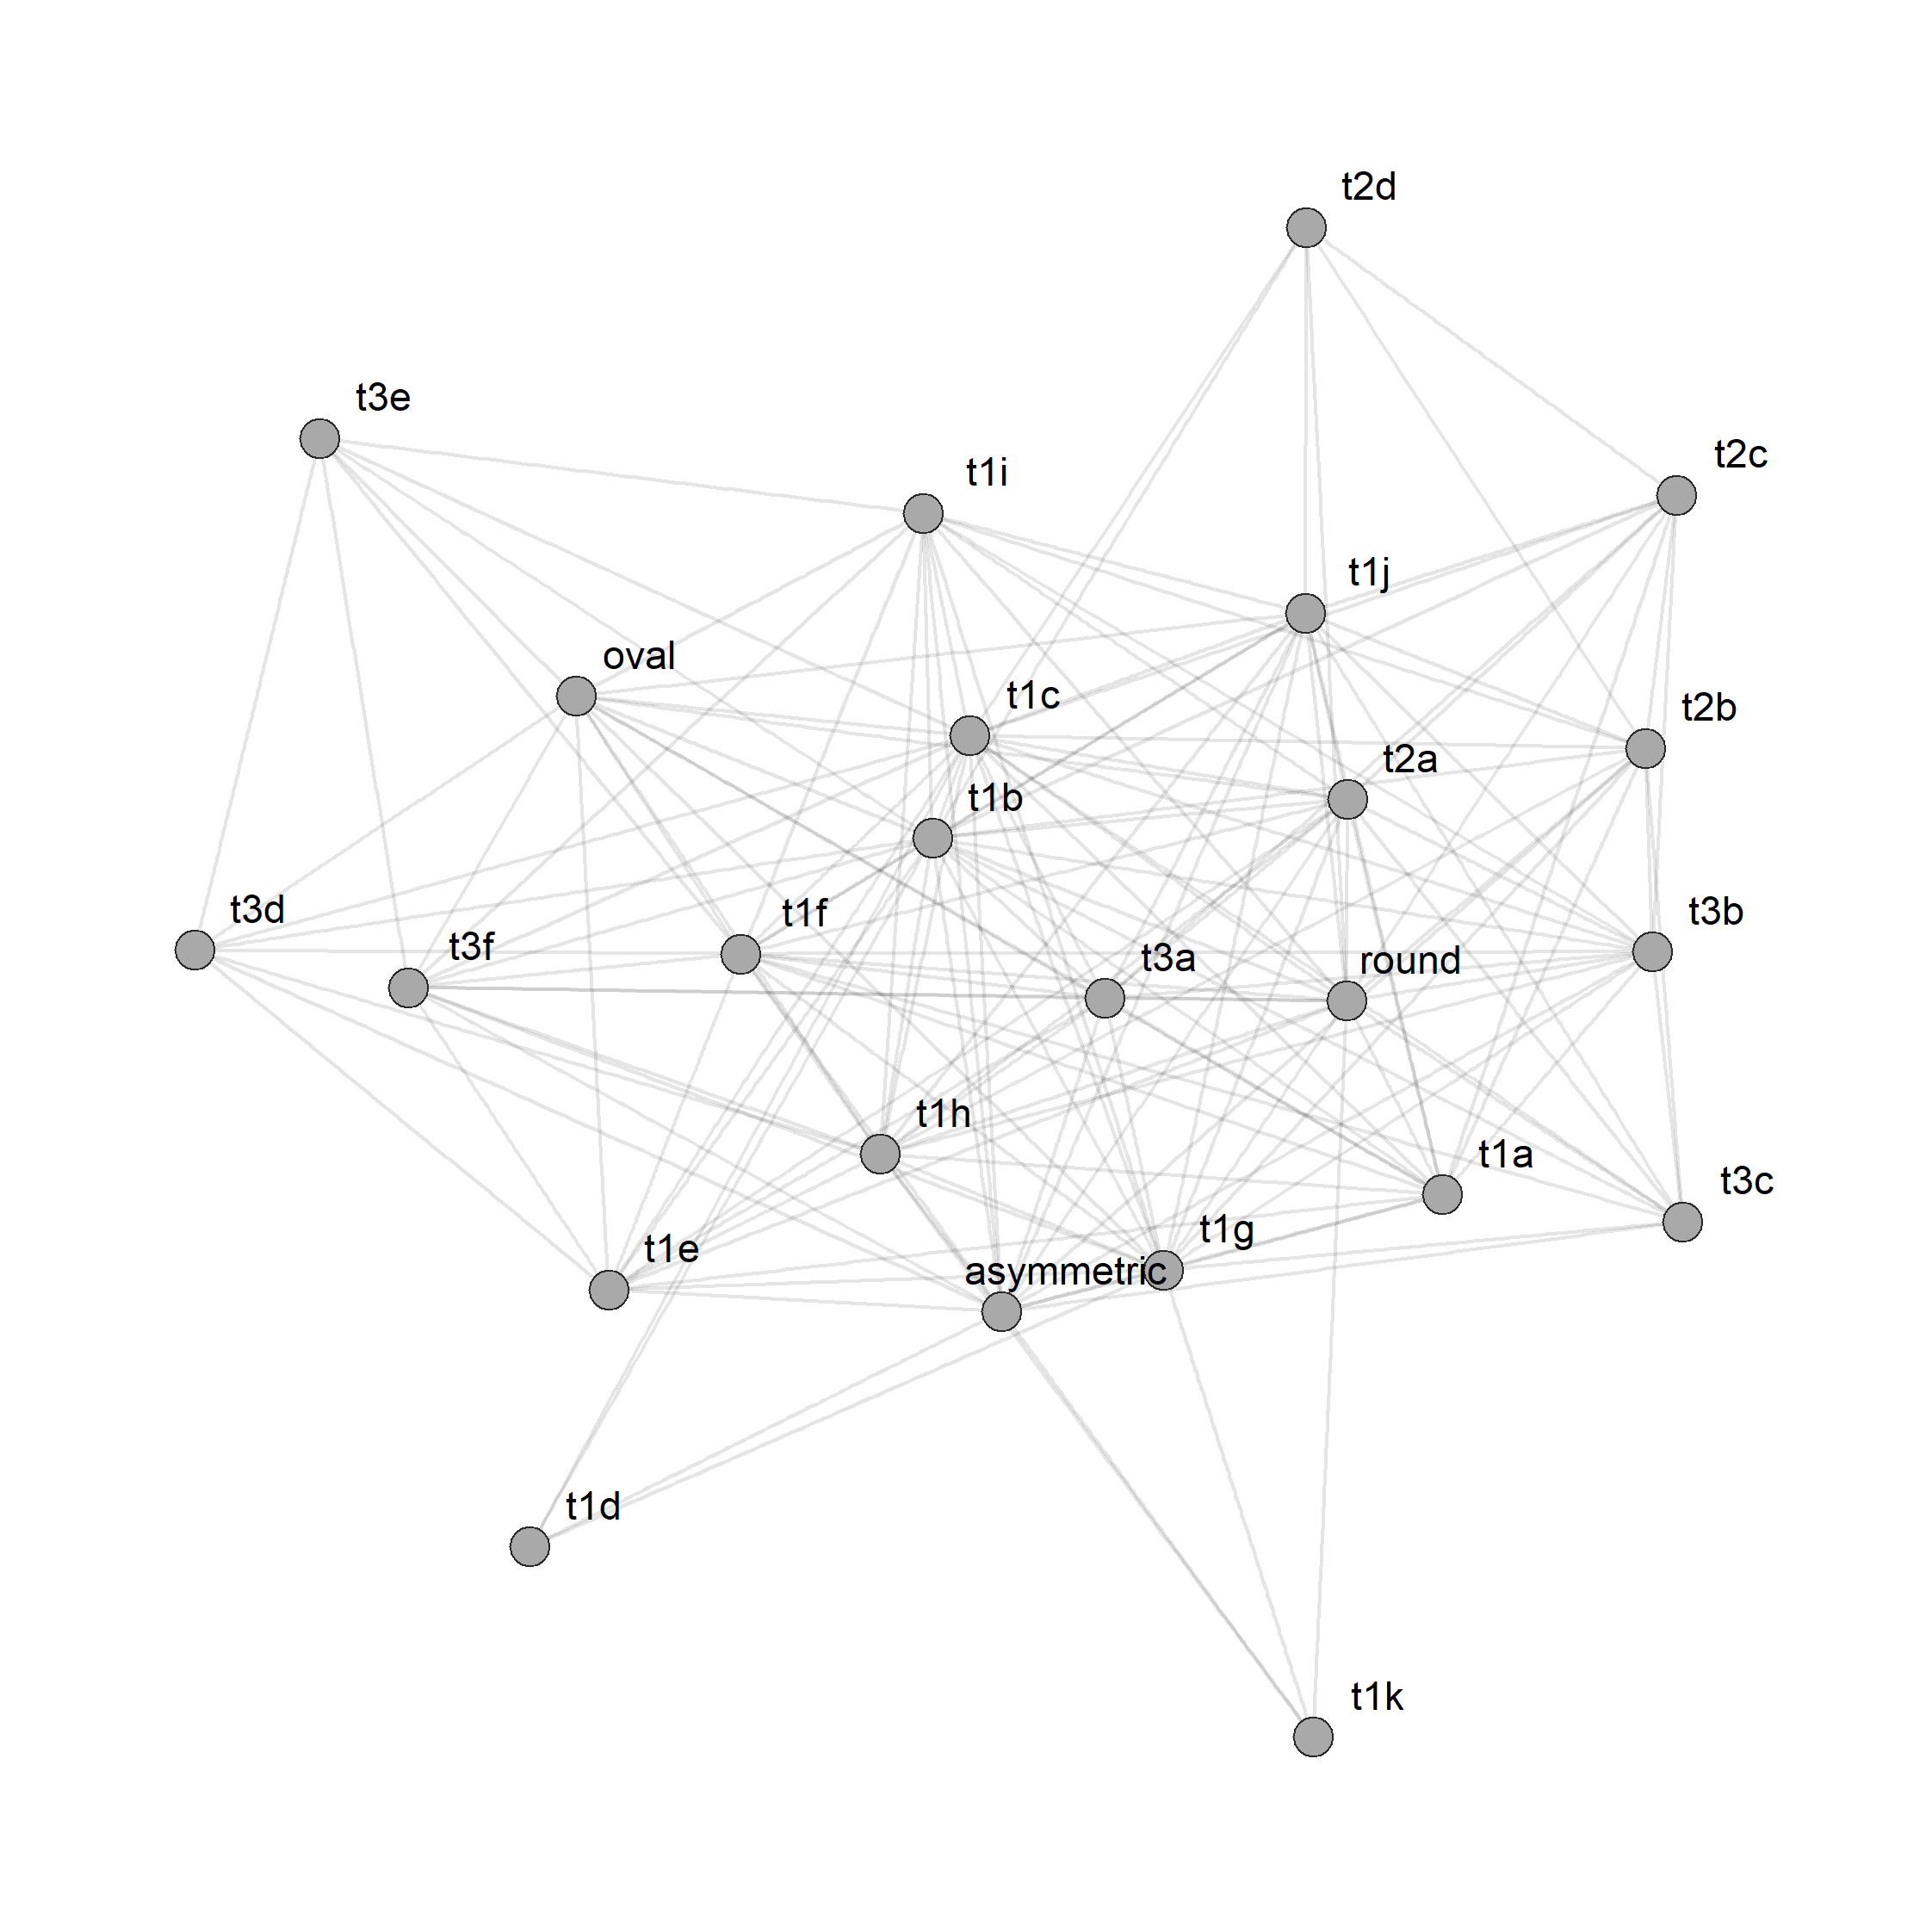 t2d
t3e
t2c
t1i
t1j
oval
t1c
t2b
t2a
t1b
t3d
t1f
t3b
t3f
t3a
round
t1h
t1a
t3c
t1g
t1e
asymmetric
t1d
t1k